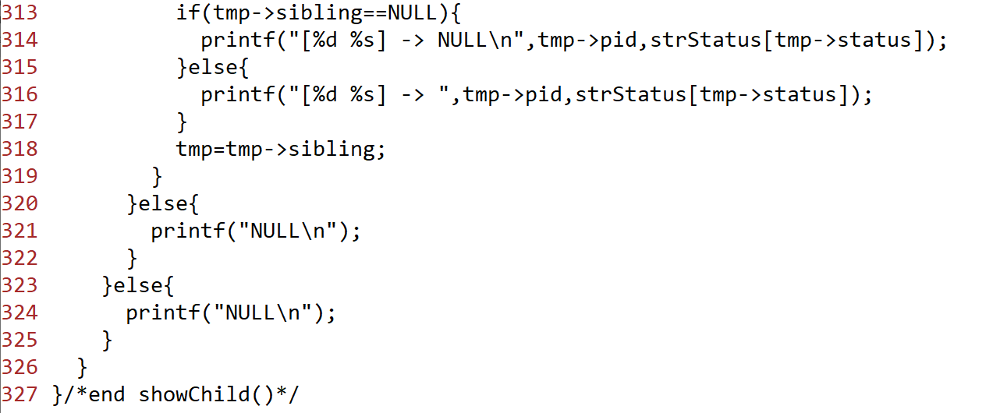 313           if(tmp->sibling==NULL){
314             printf("[%d %s] -> NULL\n",tmp->pid,strStatus[tmp->status]);
315           }else{
316             printf("[%d %s] -> ",tmp->pid,strStatus[tmp->status]);
317           }
318           tmp=tmp->sibling;
319         }
320       }else{
321         printf("NULL\n");
322       }
323     }else{
324       printf("NULL\n");
325     }
326   }
327 }/*end showChild()*/